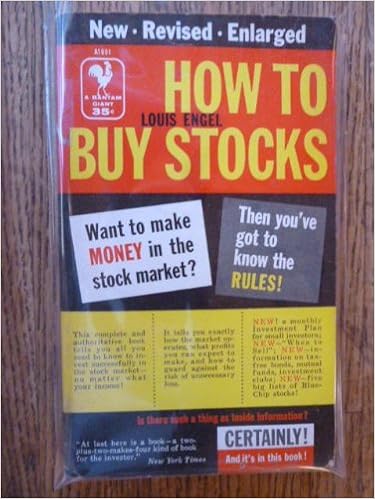 New · Revised · Enlarged
A1651
A BANTAM
GIANT
35¢
HOW TO
LOUIS ENGEL
BUY STOCKS
Want to make
MONEY in the
stock market?
Then you've
got to
know the
RULES!
This complete and
authoritative book
tells you all you
need to know to in-
vest successfully in
the stock market—
no matter what
your income!
It tells you exactly
how the market op-
erates, what profits
you can expect to
make, and how to
guard against the
risk of unnecessary
loss.
NEW! a monthly
Investment Plan
for small investors;
NEW—"When to
Sell"; NEW—in-
formation on tax-
free bonds, mutual
funds, investment
clubs; NEW—five
big lists of Blue-
Chip stocks!
Is there such a thing as inside information?
"At last here is a book—a two-
plus-two-makes-four kind of book
for the investor." New York Times
CERTAINLY!
And it's in this book!